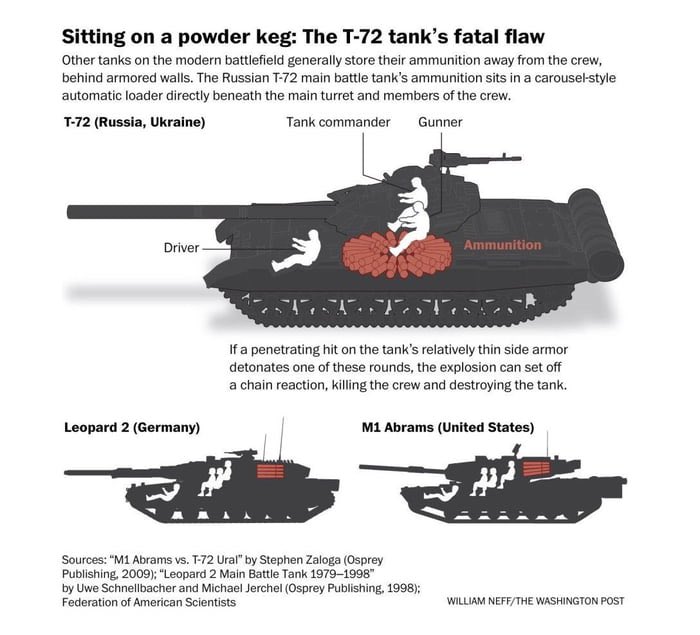 Sitting on a powder keg: The T-72 tank’s fatal flaw
Other tanks on the modern battlefield generally store their ammunition away from the crew,
behind armored walls. The Russian T-72 main battle tank’s ammunition sits in a carousel-style
automatic loader directly beneath the main turret and members of the crew.
T-72 (Russia, Ukraine)
Tank commander
Gunner
Driver
Ammunition
If a penetrating hit on the tank’s relatively thin side armor
detonates one of these rounds, the explosion can set off
a chain reaction, killing the crew and destroying the tank.
Leopard 2 (Germany)
M1 Abrams (United States)
Sources: “M1 Abrams vs. T-72 Ural” by Stephen Zaloga (Osprey
Publishing, 2009); “Leopard 2 Main Battle Tank 1979–1998”
by Uwe Schnellbacher and Michael Jerchel (Osprey Publishing, 1998);
Federation of American Scientists
WILLIAM NEFF/THE WASHINGTON POST